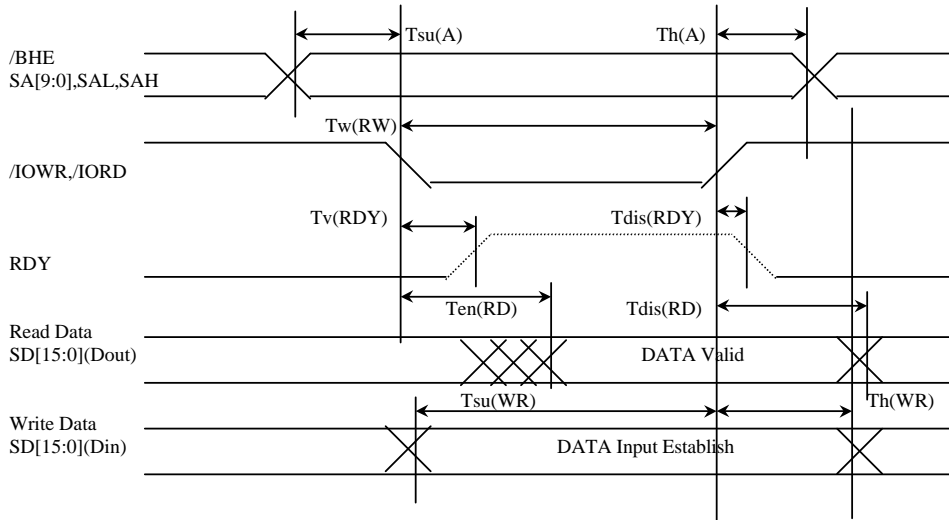 Tsu(A)
Th(A)
/BHE
SA[9:0],SAL,SAH
Tw(RW)
/IOWR,/IORD
Tv(RDY)
Tdis(RDY)
RDY
Ten(RD)
Tdis(RD)
Read Data
SD[15:0](Dout)
DATA Valid
Tsu(WR)
Th(WR)
Write Data
SD[15:0](Din)
DATA Input Establish